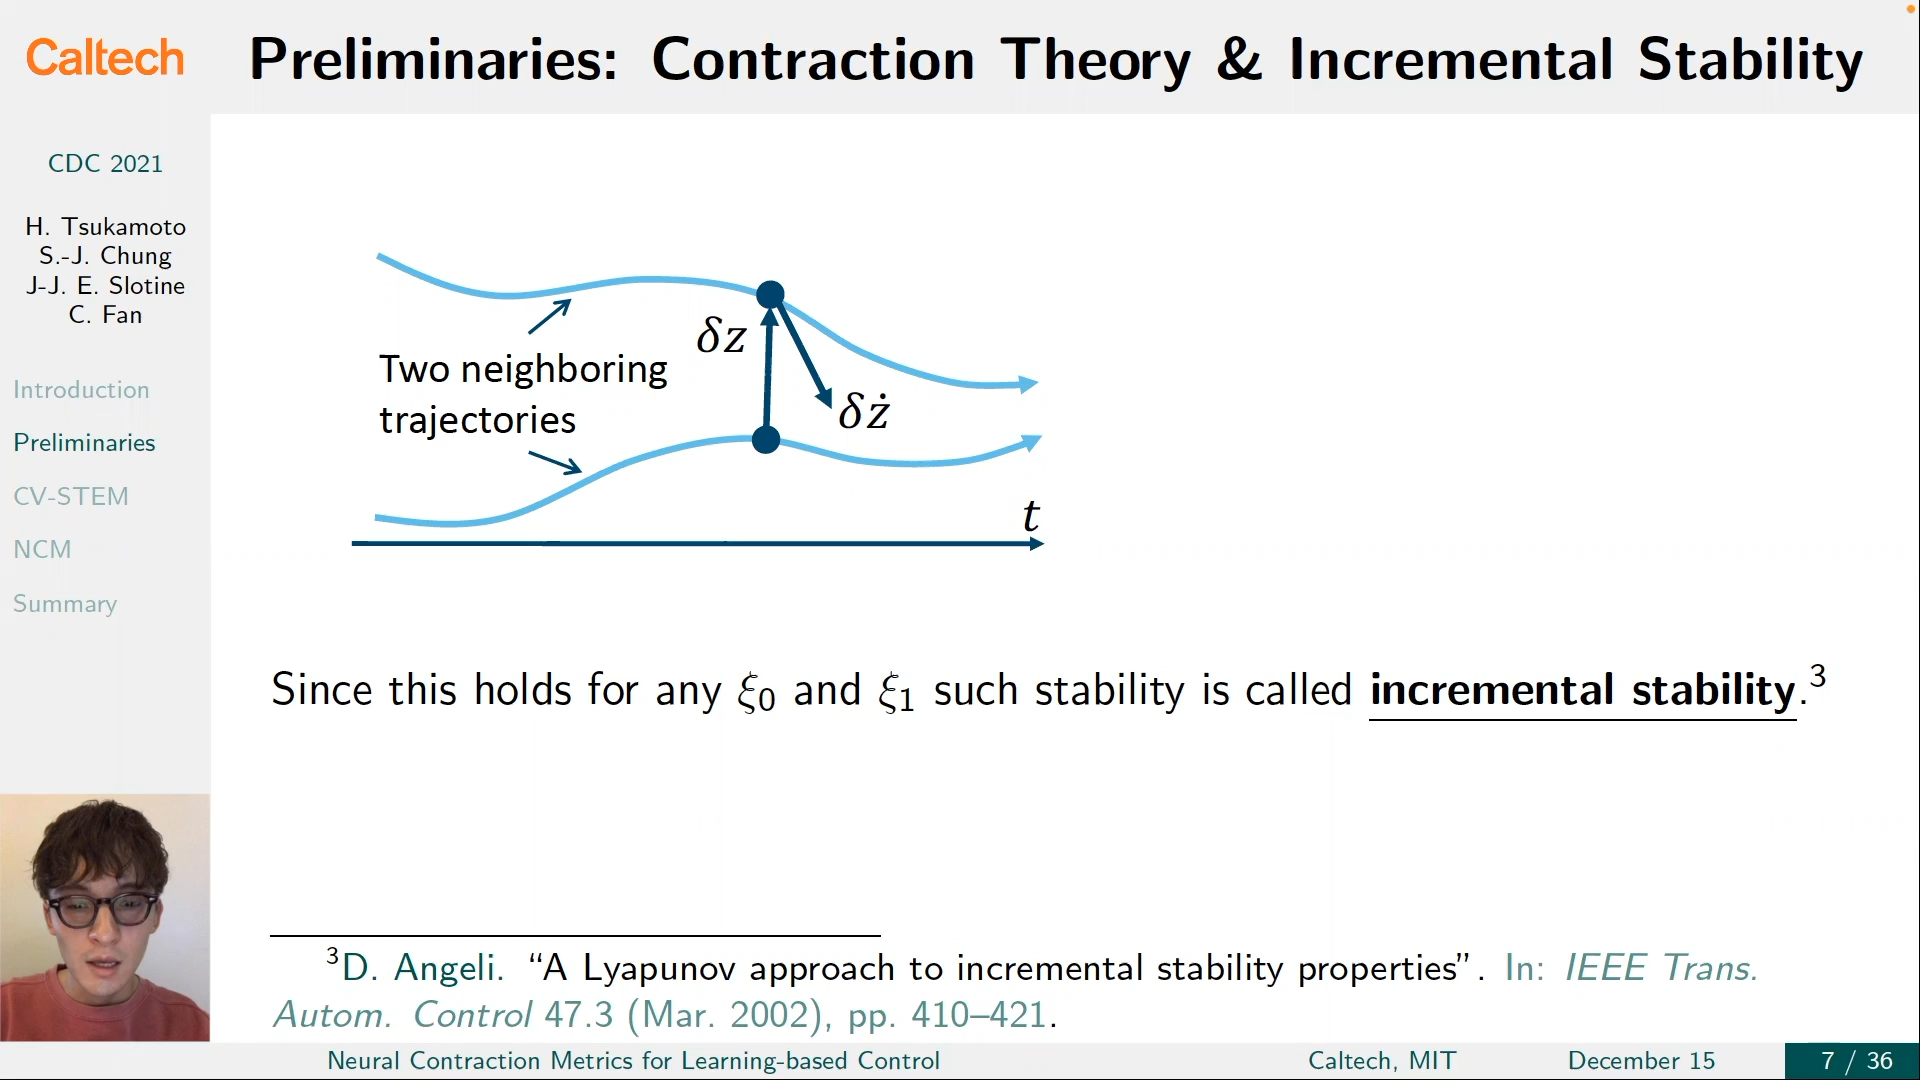 Caltech
Preliminaries: Contraction Theory & Incremental Stability
CDC 2021
H. Tsukamoto
S.-J. Chung
J-J. E. Slotine
C. Fan
Introduction
Preliminaries
CV-STEM
NCM
Summary
δz
Two neighboring
trajectories
δż
t
Since this holds for any ξ₀ and ξ₁ such stability is called incremental stability.³
³D. Angeli. “A Lyapunov approach to incremental stability properties”. In: IEEE Trans.
Autom. Control 47.3 (Mar. 2002), pp. 410–421.
Neural Contraction Metrics for Learning-based Control
Caltech, MIT
December 15
7 / 36